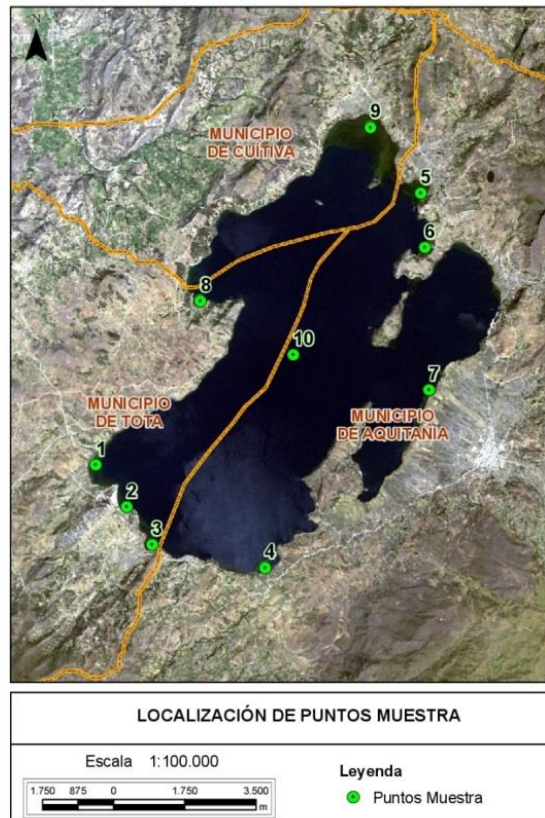 N
9
MUNICIPIO
DE CUÍTIVA
5
6
8
10
7
MUNICIPIO
DE TOTA
MUNICIPIO
DE AQUITANIA
1
2
3
4
LOCALIZACIÓN DE PUNTOS MUESTRA
Escala 1:100.000
1.750 875 0 1.750 3.500
m
Leyenda
Puntos Muestra